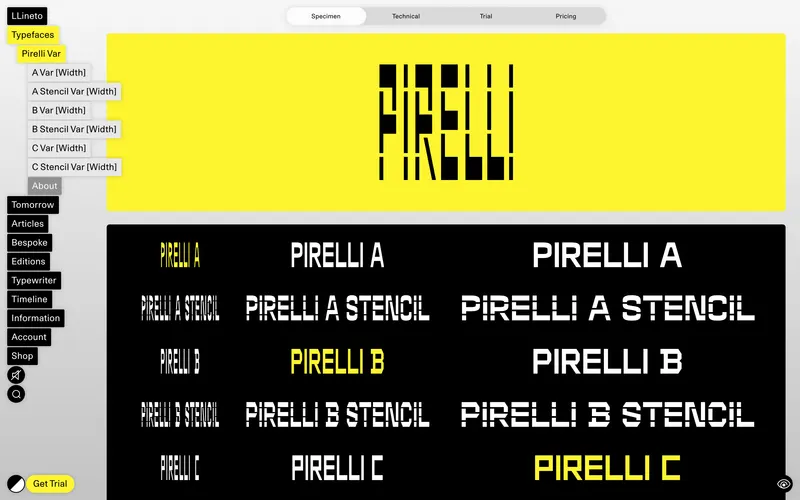 LLineto
Typefaces
Pirelli Var
A Var [Width]
A Stencil Var [Width]
B Var [Width]
B Stencil Var [Width]
C Var [Width]
C Stencil Var [Width]
About
Tomorrow
Articles
Bespoke
Editions
Typewriter
Timeline
Information
Account
Shop
Get Trial
Specimen Technical Trial Pricing
PIRELLI
PIRELLI A PIRELLI A PIRELLI A
PIRELLI A STENCIL PIRELLI A STENCIL PIRELLI A STENCIL
PIRELLI B PIRELLI B PIRELLI B
PIRELLI B STENCIL PIRELLI B STENCIL PIRELLI B STENCIL
PIRELLI C PIRELLI C PIRELLI C